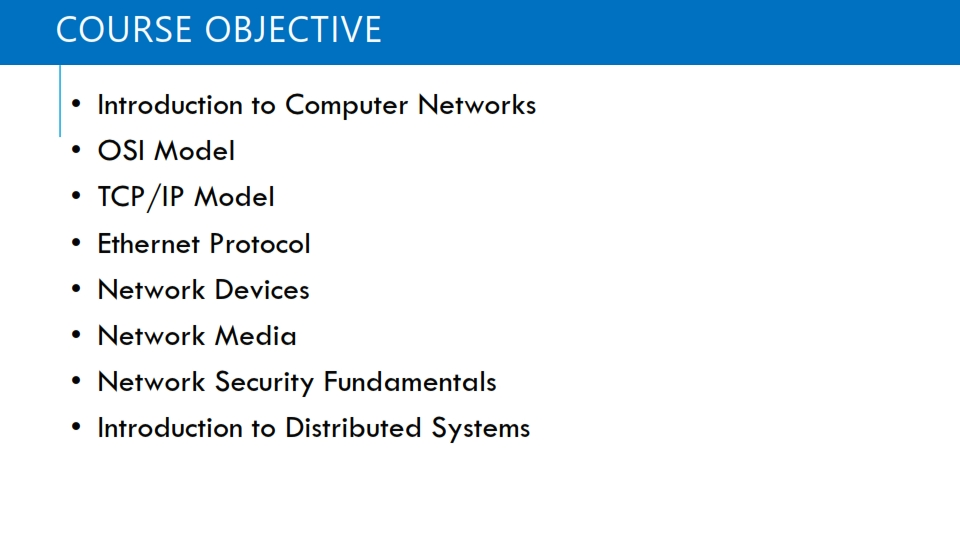 COURSE OBJECTIVE
• Introduction to Computer Networks
• OSI Model
• TCP/IP Model
• Ethernet Protocol
• Network Devices
• Network Media
• Network Security Fundamentals
• Introduction to Distributed Systems